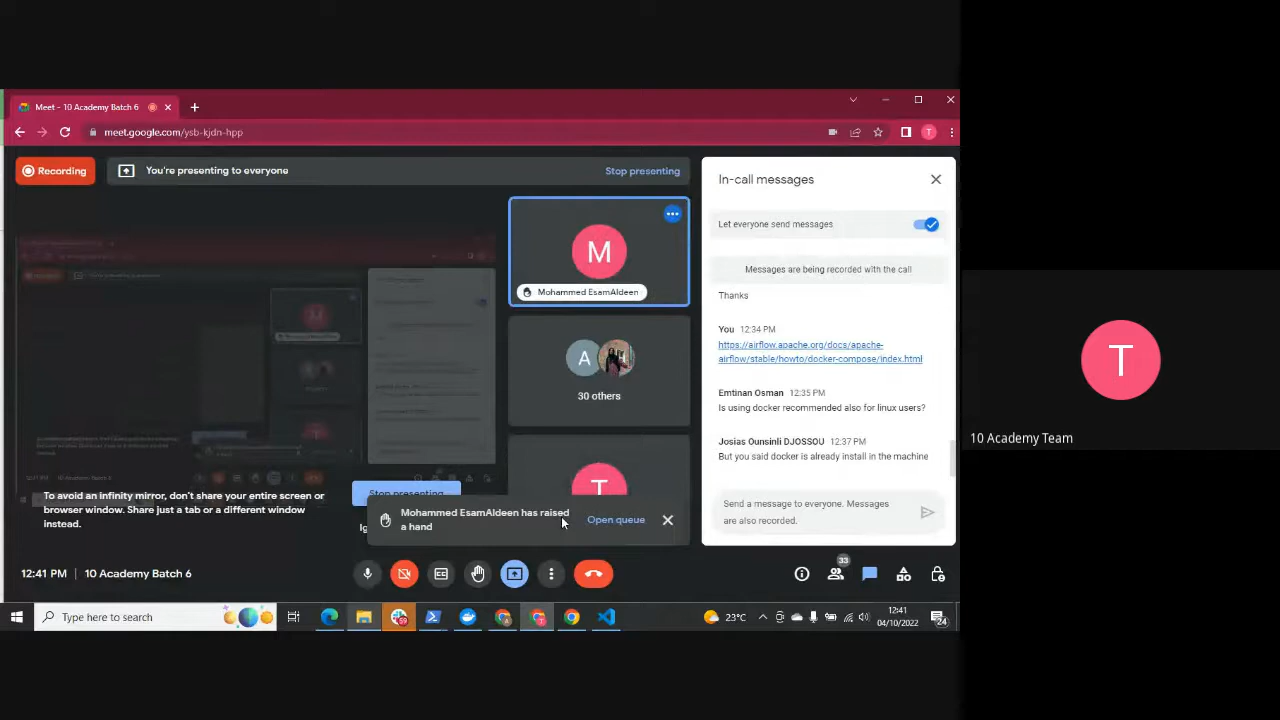 Meet - 10 Academy Batch 6
meet.google.com/ysb-kjdn-hpp
T
Recording
You're presenting to everyone
Stop presenting
In-call messages
Let everyone send messages
Messages are being recorded with the call
Thanks
You 12:34 PM
https://airflow.apache.org/docs/apache-
airflow/stable/howto/docker-compose/index.html
Emtinan Osman 12:35 PM
Is using docker recommended also for linux users?
Josias Ounsinli DJOSSOU 12:37 PM
But you said docker is already install in the machine
Send a message to everyone. Messages
are also recorded.
M
Mohammed EsamAldeen
A
30 others
T
To avoid an infinity mirror, don't share your entire screen or
browser window. Share just a tab or a different window
instead.
Stop presenting
Mohammed EsamAldeen has raised
a hand
Open queue
12:41 PM | 10 Academy Batch 6
33
Type here to search
59
23°C
12:41
04/10/2022
24
T
10 Academy Team